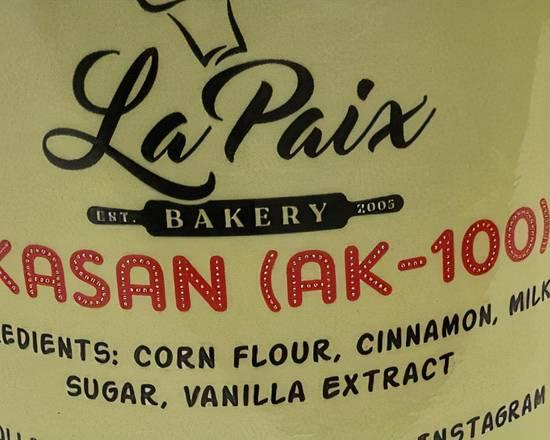 La Paix
EST. BAKERY 2005
KASAN (AK-100)
EDIENTS: CORN FLOUR, CINNAMON, MILK
SUGAR, VANILLA EXTRACT
INSTAGRAM